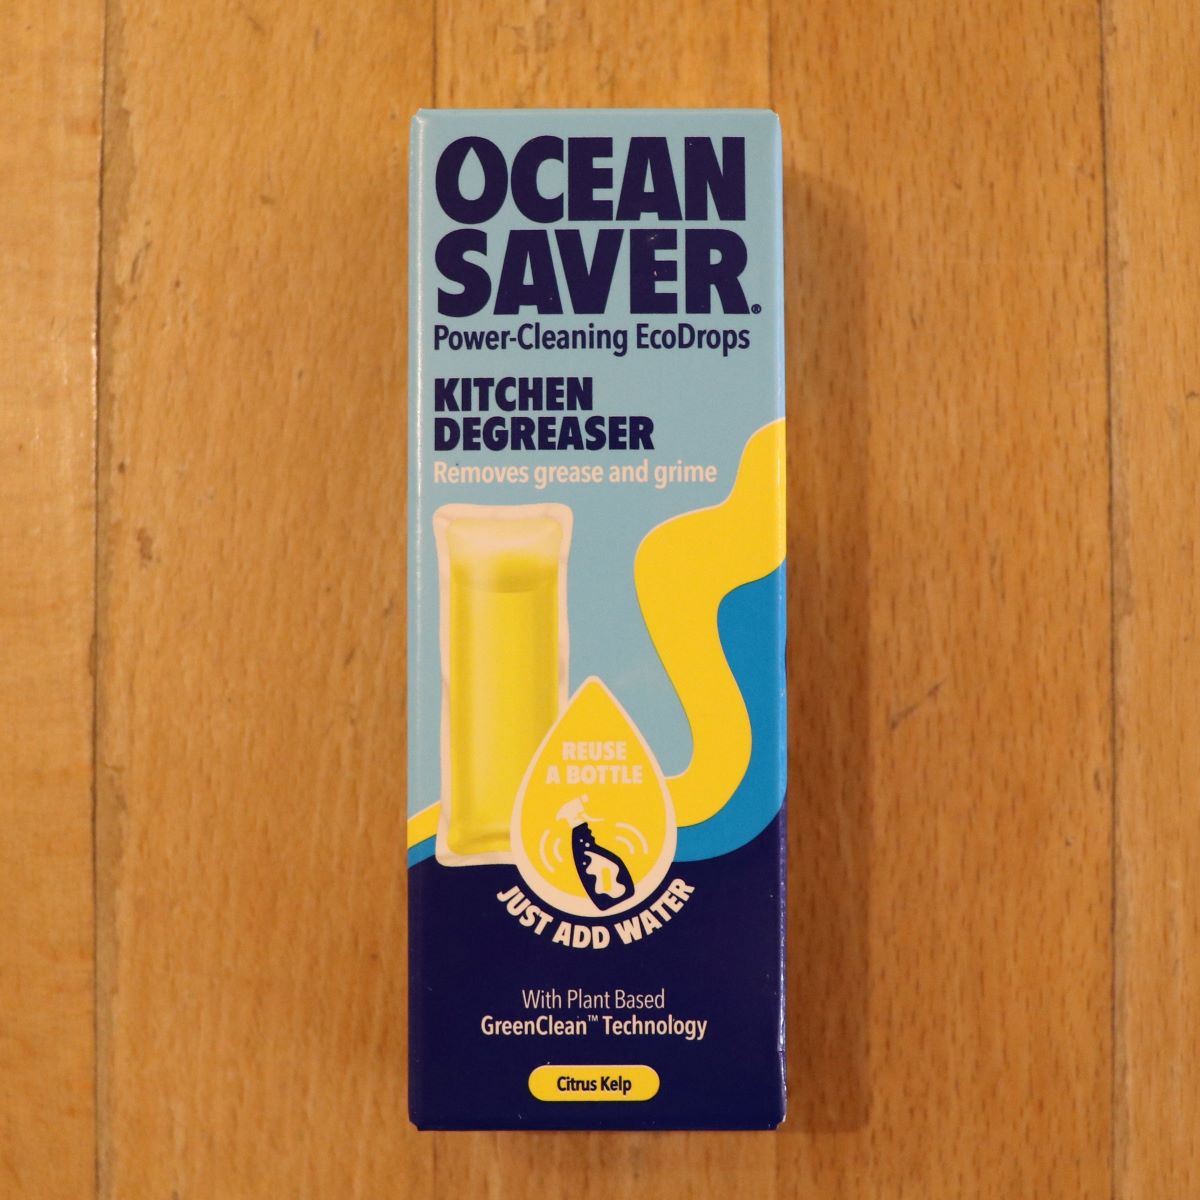 OCEAN
SAVER®
Power-Cleaning EcoDrops
KITCHEN
DEGREASER
Removes grease and grime
REUSE
A BOTTLE
JUST ADD WATER
With Plant Based
GreenClean™ Technology
Citrus Kelp